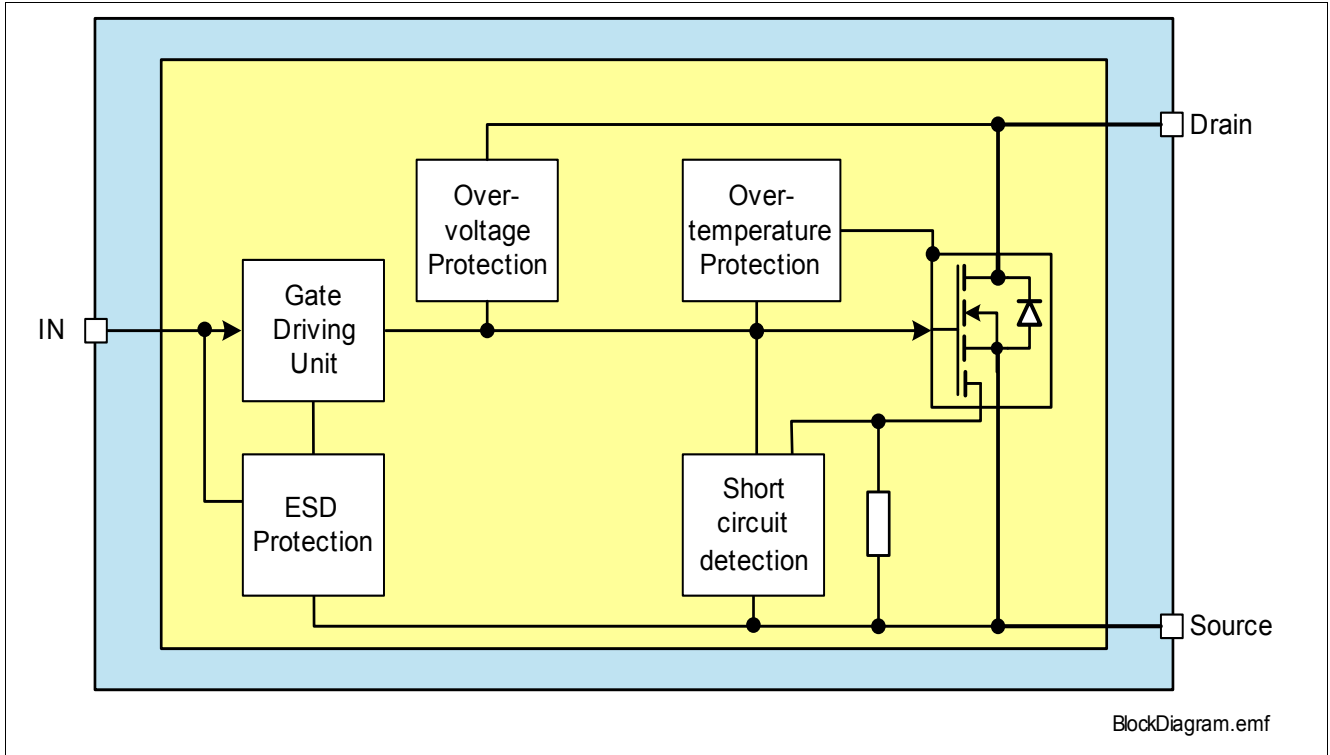 Drain
Over-
voltage
Protection
Over-
temperature
Protection
Gate
Driving
Unit
IN
ESD
Protection
Short
circuit
detection
Source
BlockDiagram.emf